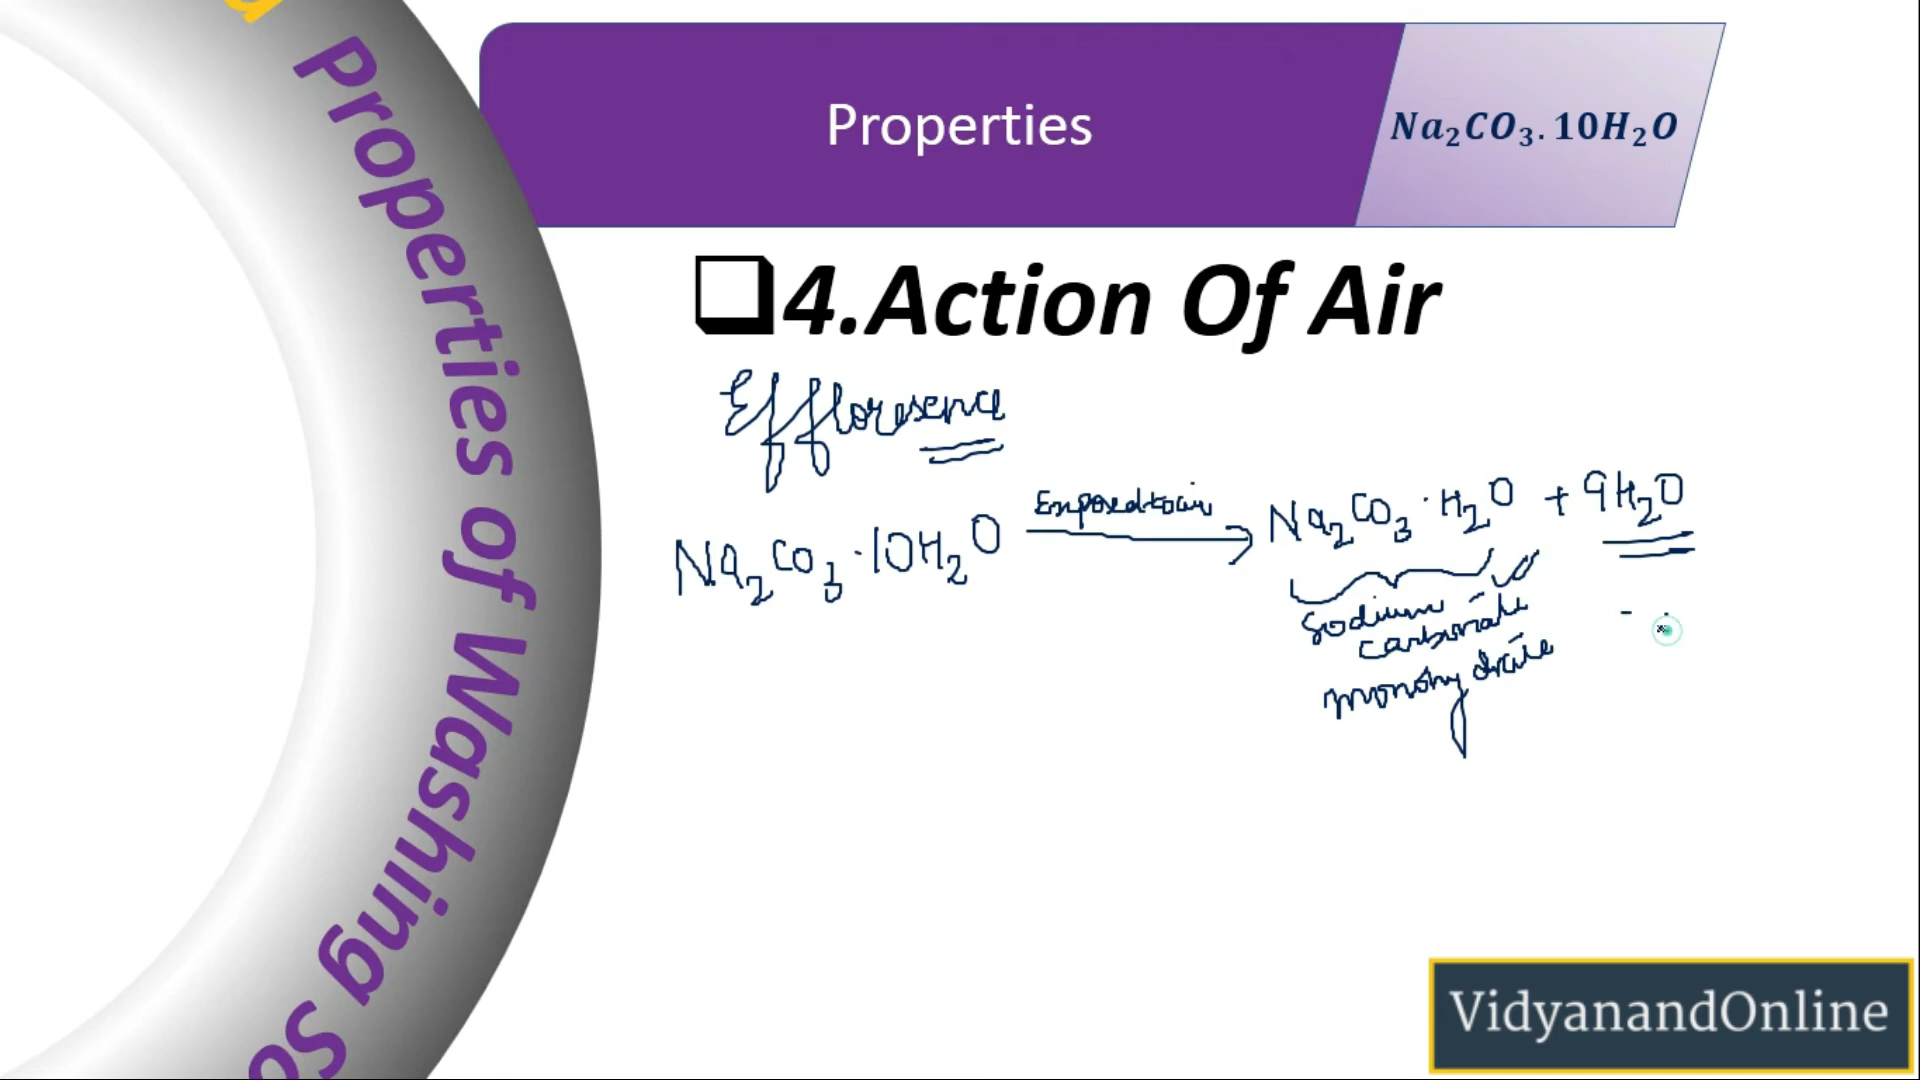 Properties of Washing So
Properties
Na₂CO₃.10H₂O
❑4.Action Of Air
Effloresence
Exposed to air
Na₂CO₃·10H₂O ⟶ Na₂CO₃·H₂O + 9H₂O
Sodium
carbonate
monohydrate
VidyanandOnline